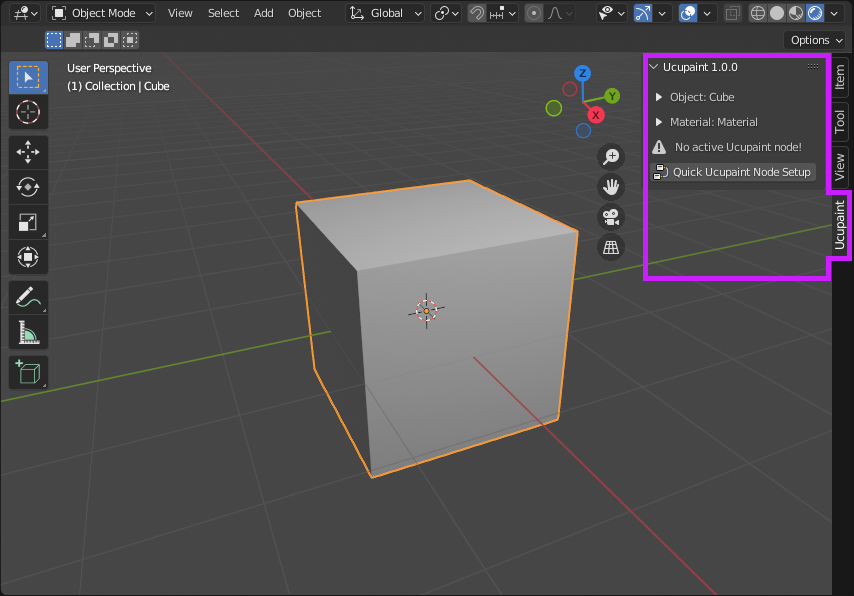 Object Mode
View
Select
Add
Object
Global
Options
User Perspective
(1) Collection | Cube
Z
Y
X
Ucupaint 1.0.0
Object: Cube
Material: Material
No active Ucupaint node!
Quick Ucupaint Node Setup
Item
Tool
View
Ucupaint